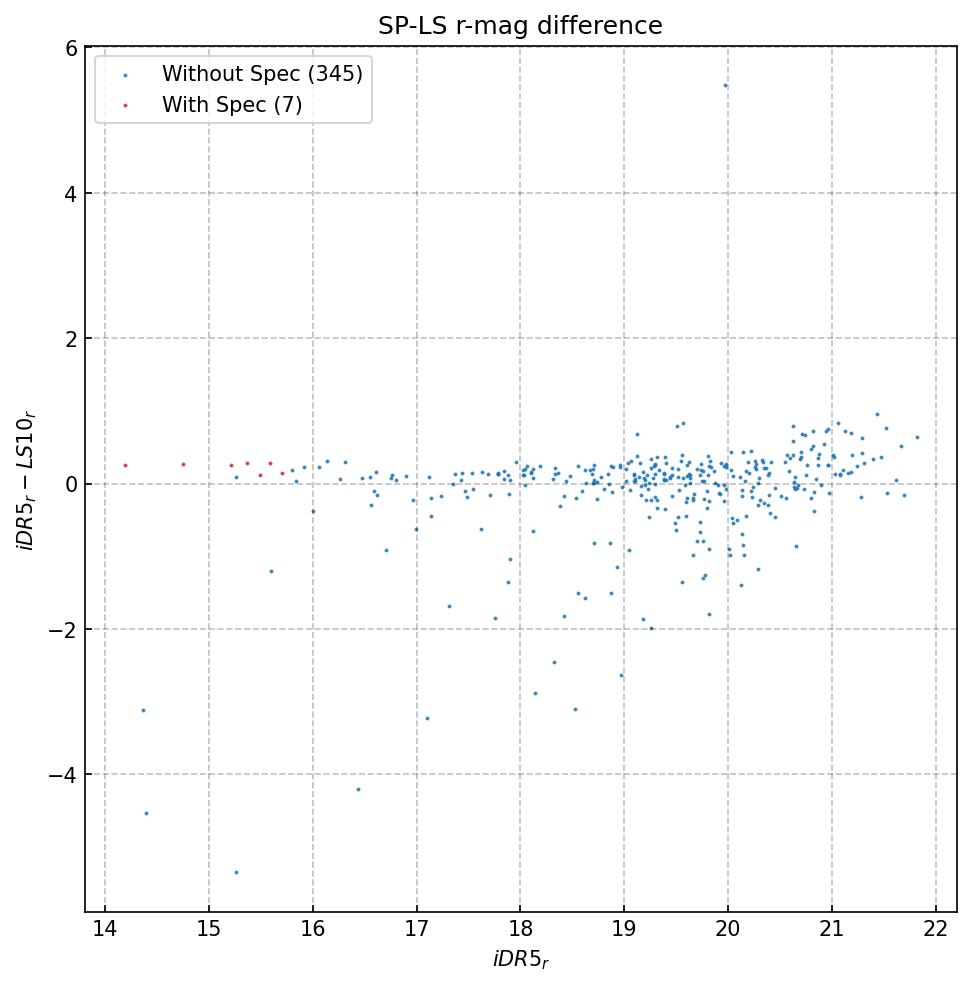 SP-LS r-mag difference
6
Without Spec (345)
With Spec (7)
4
2
0
−2
−4
iDR5r − LS10r
14 15 16 17 18 19 20 21 22
iDR5r